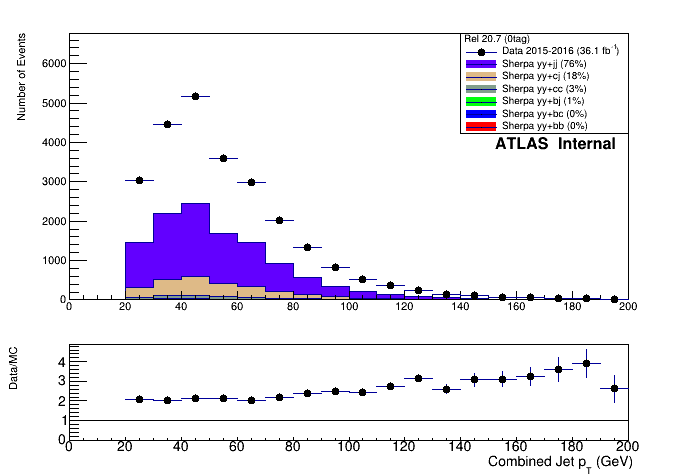 Number of Events
6000
5000
4000
3000
2000
1000
0
0 20 40 60 80 100 120 140 160 180 200
Rel 20.7 (0tag)
Data 2015-2016 (36.1 fb⁻¹)
Sherpa yy+jj (76%)
Sherpa yy+cj (18%)
Sherpa yy+cc (3%)
Sherpa yy+bj (1%)
Sherpa yy+bc (0%)
Sherpa yy+bb (0%)
ATLAS Internal
Data/MC
4
3
2
1
0
0 20 40 60 80 100 120 140 160 180 200
Combined Jet p_T (GeV)